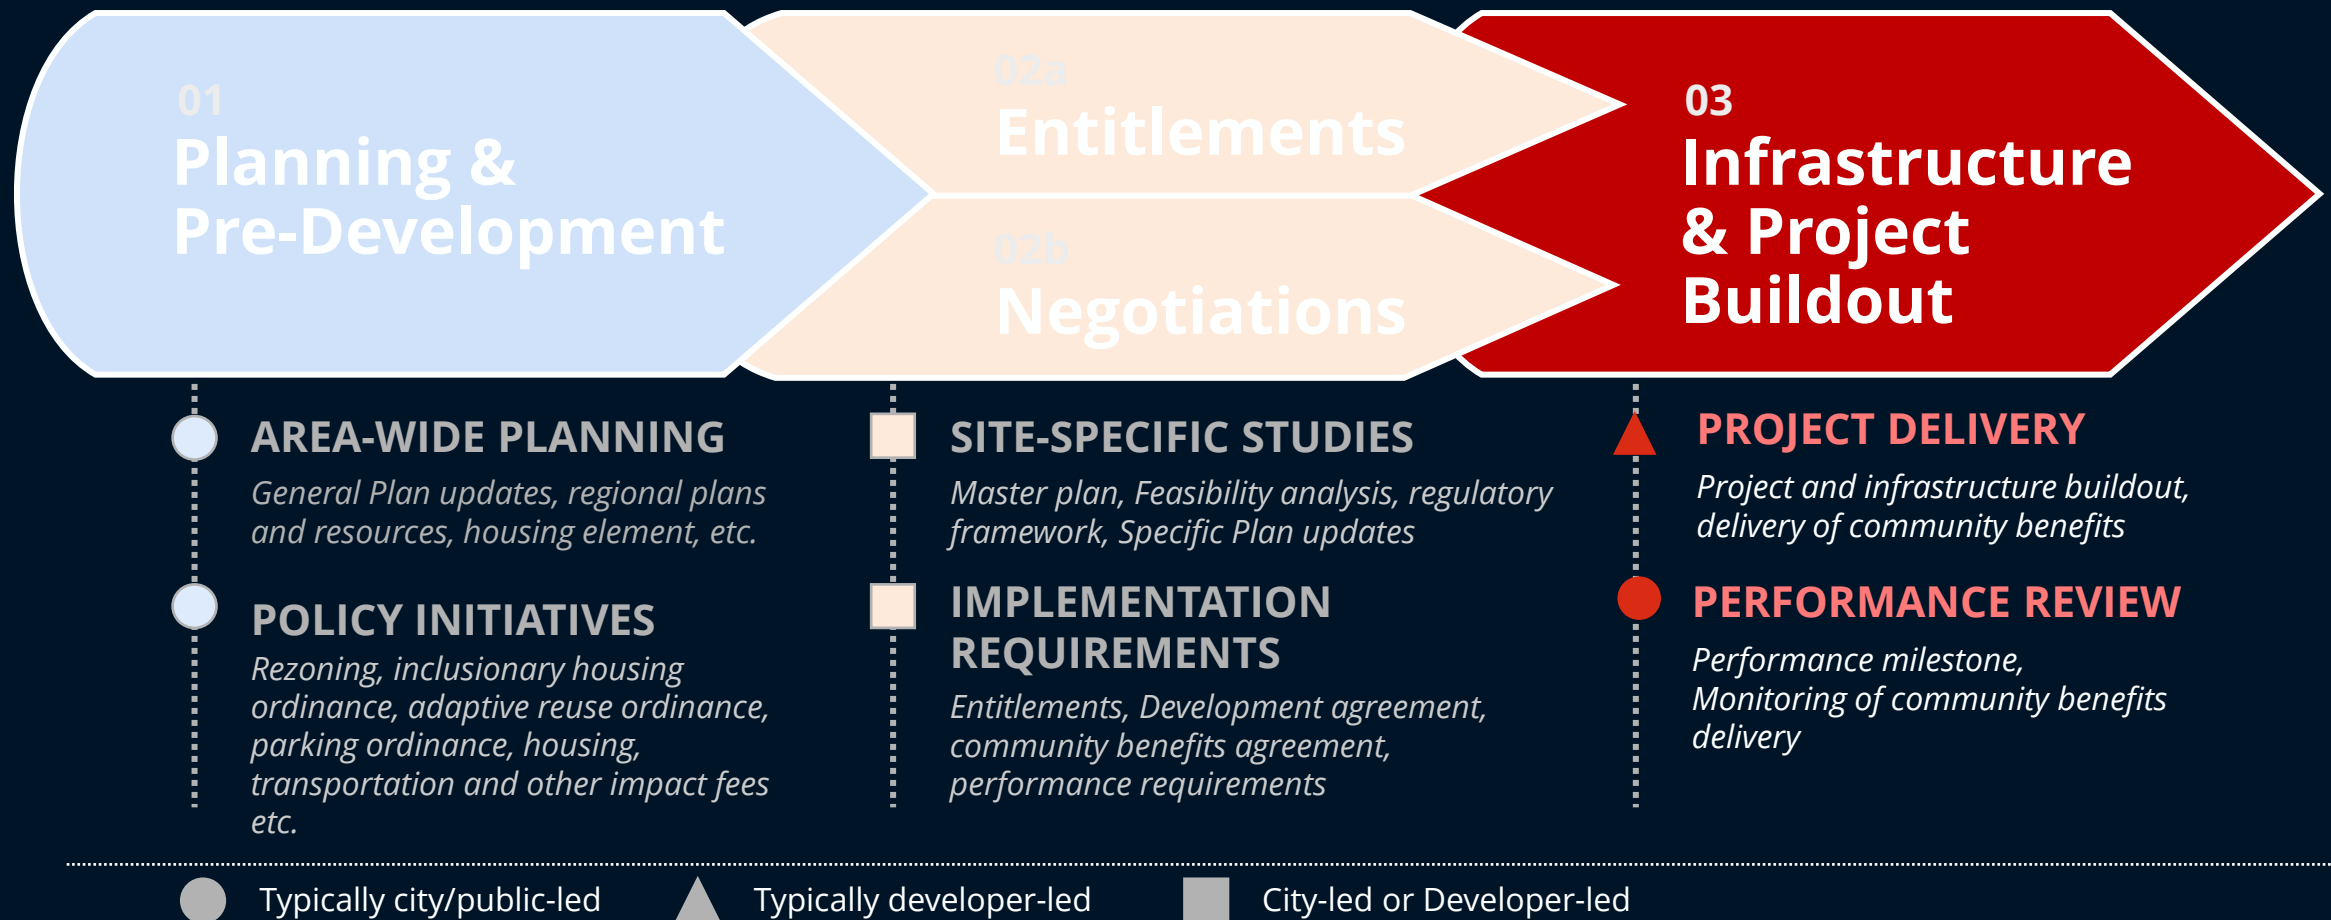 01
Planning &
Pre-Development
02a
Entitlements
02b
Negotiations
03
Infrastructure
& Project
Buildout
AREA-WIDE PLANNING
General Plan updates, regional plans
and resources, housing element, etc.
POLICY INITIATIVES
Rezoning, inclusionary housing
ordinance, adaptive reuse ordinance,
parking ordinance, housing,
transportation and other impact fees
etc.
SITE-SPECIFIC STUDIES
Master plan, Feasibility analysis, regulatory
framework, Specific Plan updates
IMPLEMENTATION
REQUIREMENTS
Entitlements, Development agreement,
community benefits agreement,
performance requirements
PROJECT DELIVERY
Project and infrastructure buildout,
delivery of community benefits
PERFORMANCE REVIEW
Performance milestone,
Monitoring of community benefits
delivery
Typically city/public-led
Typically developer-led
City-led or Developer-led